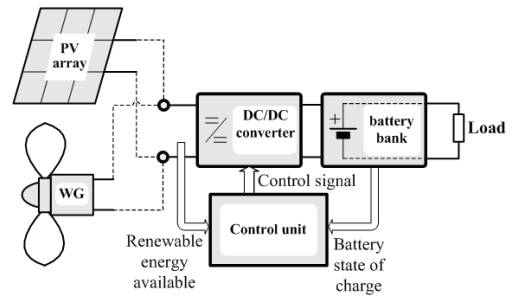 PV
array
WG
DC/DC
converter
+
battery
bank
Load
Control signal
Control unit
Renewable
energy
available
Battery
state of
charge